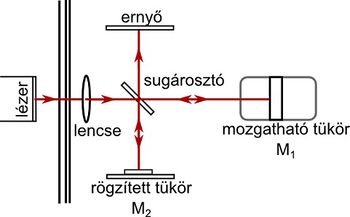 ernyő
sugárosztó
lézer
lencse
mozgatható tükör
M1
rögzített tükör
M2